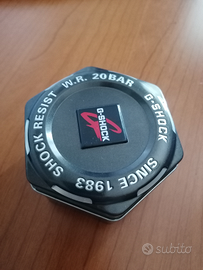 SHOCK RESIST
W.R. 20BAR
G-SHOCK
SINCE 1983
G-SHOCK
subito